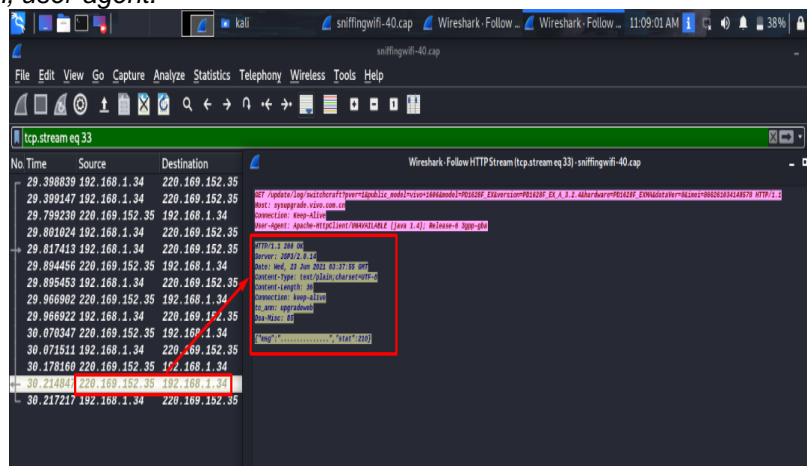 user-agent.
kali
sniffingwifi-40.cap
Wireshark · Follow ...
Wireshark · Follow ...
11:09:01 AM
38%
sniffingwifi-40.cap
File Edit View Go Capture Analyze Statistics Telephony Wireless Tools Help
tcp.stream eq 33
No. Time Source Destination
Wireshark · Follow HTTP Stream (tcp.stream eq 33) · sniffingwifi-40.cap
29.398839 192.168.1.34 220.169.152.35
29.399147 192.168.1.34 220.169.152.35
29.799230 220.169.152.35 192.168.1.34
29.801024 192.168.1.34 220.169.152.35
29.817413 192.168.1.34 220.169.152.35
29.894456 220.169.152.35 192.168.1.34
29.895453 192.168.1.34 220.169.152.35
29.966902 220.169.152.35 192.168.1.34
29.966922 192.168.1.34 220.169.152.35
30.070347 220.169.152.35 192.168.1.34
30.071511 192.168.1.34 220.169.152.35
30.178160 220.169.152.35 192.168.1.34
30.214847 220.169.152.35 192.168.1.34
30.217217 192.168.1.34 220.169.152.35
Host: sysupgrade.vivo.com.cn
Connection: Keep-Alive
User-Agent: Apache-HttpClient/UNAVAILABLE (java 1.4); Release-6 3gpp-gba
HTTP/1.1 200 OK
Server: JSP3/2.0.14
Date: Wed, 23 Jun 2021 03:37:55 GMT
Content-Type: text/plain;charset=UTF-8
Content-Length: 36
Connection: keep-alive
upgradeweb
{"msg":"..............","stat":210}